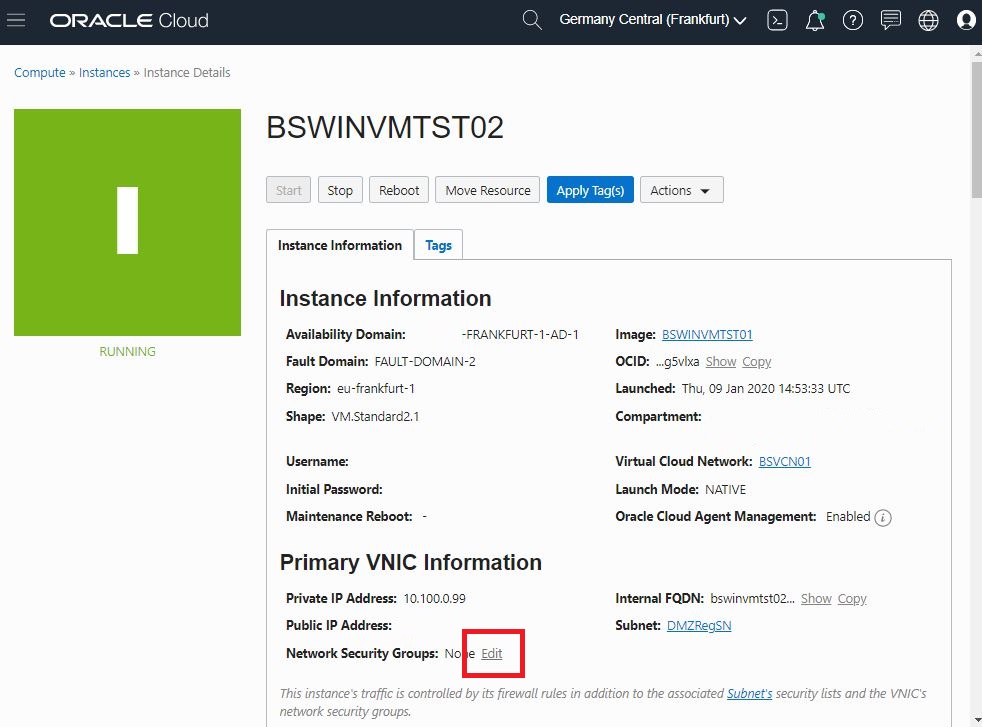 ORACLE Cloud
Germany Central (Frankfurt)
Compute » Instances » Instance Details
BSWINVMTST02
Start Stop Reboot Move Resource Apply Tag(s) Actions
Instance Information Tags
RUNNING
Instance Information
Availability Domain: -FRANKFURT-1-AD-1
Fault Domain: FAULT-DOMAIN-2
Region: eu-frankfurt-1
Shape: VM.Standard2.1
Username:
Initial Password:
Maintenance Reboot: -
Image: BSWINVMTST01
OCID: ...g5vlxa Show Copy
Launched: Thu, 09 Jan 2020 14:53:33 UTC
Compartment:
Virtual Cloud Network: BSVCN01
Launch Mode: NATIVE
Oracle Cloud Agent Management: Enabled i
Primary VNIC Information
Private IP Address: 10.100.0.99
Public IP Address:
Network Security Groups: None Edit
Internal FQDN: bswinvmtst02... Show Copy
Subnet: DMZRegSN
This instance's traffic is controlled by its firewall rules in addition to the associated Subnet's security lists and the VNIC's
network security groups.